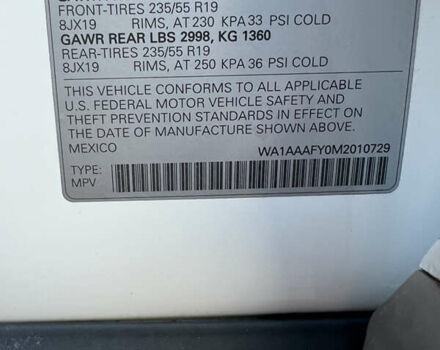 FRONT-TIRES 235/55 R19
8JX19 RIMS, AT 230 KPA 33 PSI COLD
GAWR REAR LBS 2998, KG 1360
REAR-TIRES 235/55 R19
8JX19 RIMS, AT 250 KPA 36 PSI COLD
THIS VEHICLE CONFORMS TO ALL APPLICABLE
U.S. FEDERAL MOTOR VEHICLE SAFETY AND
THEFT PREVENTION STANDARDS IN EFFECT ON
THE DATE OF MANUFACTURE SHOWN ABOVE.
MEXICO WA1AAAFY0M2010729
TYPE:
MPV